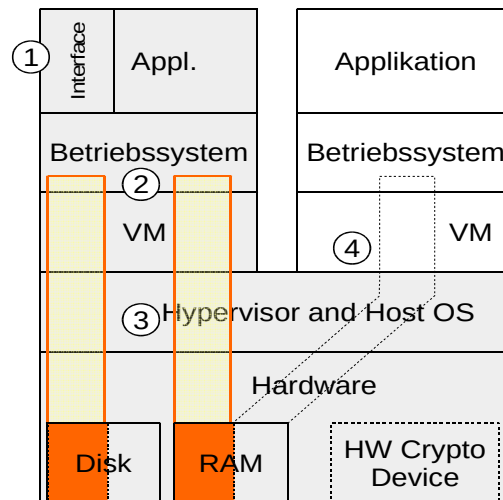 ① Interface Appl. Applikation
Betriebssystem Betriebssystem
②
VM VM
④
③ Hypervisor and Host OS
Hardware
Disk RAM HW Crypto
Device